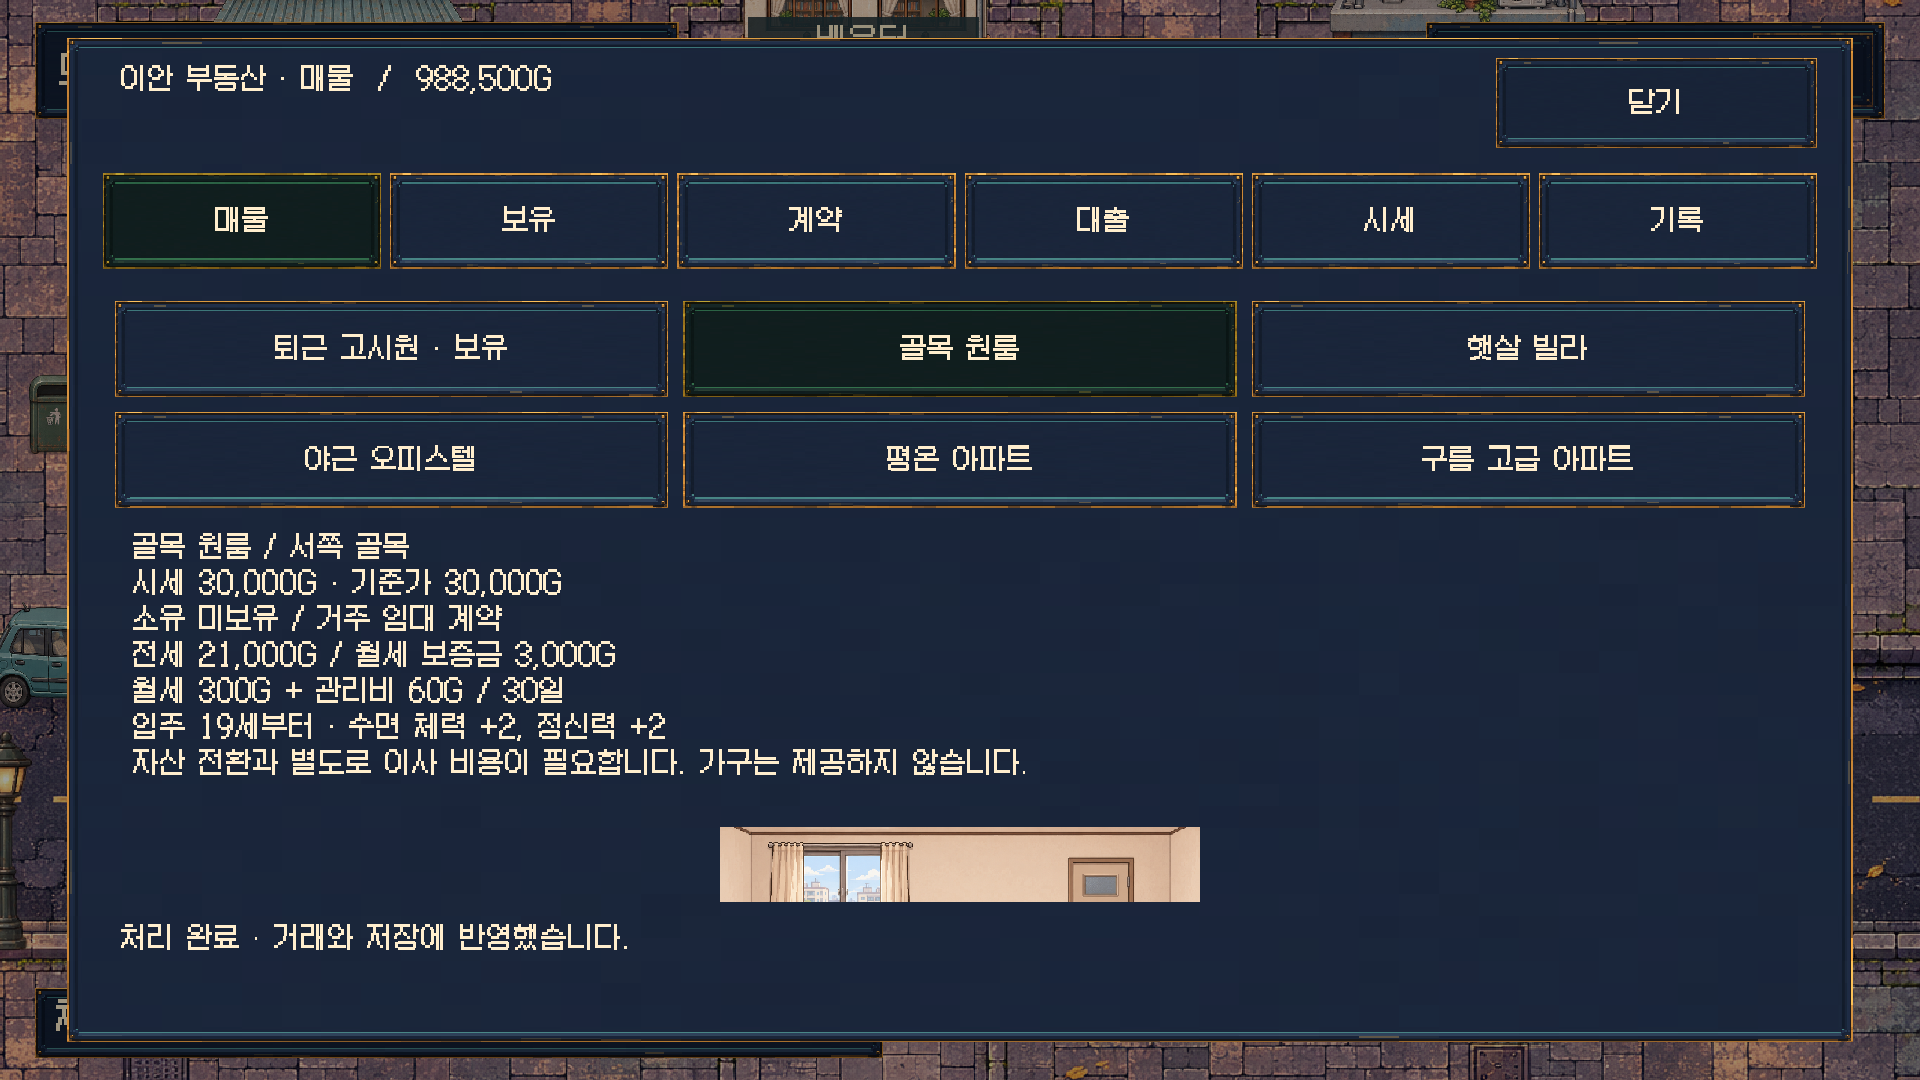 이안 부동산 · 매물 / 988,500G
닫기
매물
보유
계약
대출
시세
기록
퇴근 고시원 · 보유
골목 원룸
햇살 빌라
야근 오피스텔
평온 아파트
구름 고급 아파트
골목 원룸 / 서쪽 골목
시세 30,000G · 기준가 30,000G
소유 미보유 / 거주 임대 계약
전세 21,000G / 월세 보증금 3,000G
월세 300G + 관리비 60G / 30일
입주 19세부터 · 수면 체력 +2, 정신력 +2
자산 전환과 별도로 이사 비용이 필요합니다. 가구는 제공하지 않습니다.
처리 완료 · 거래와 저장에 반영했습니다.